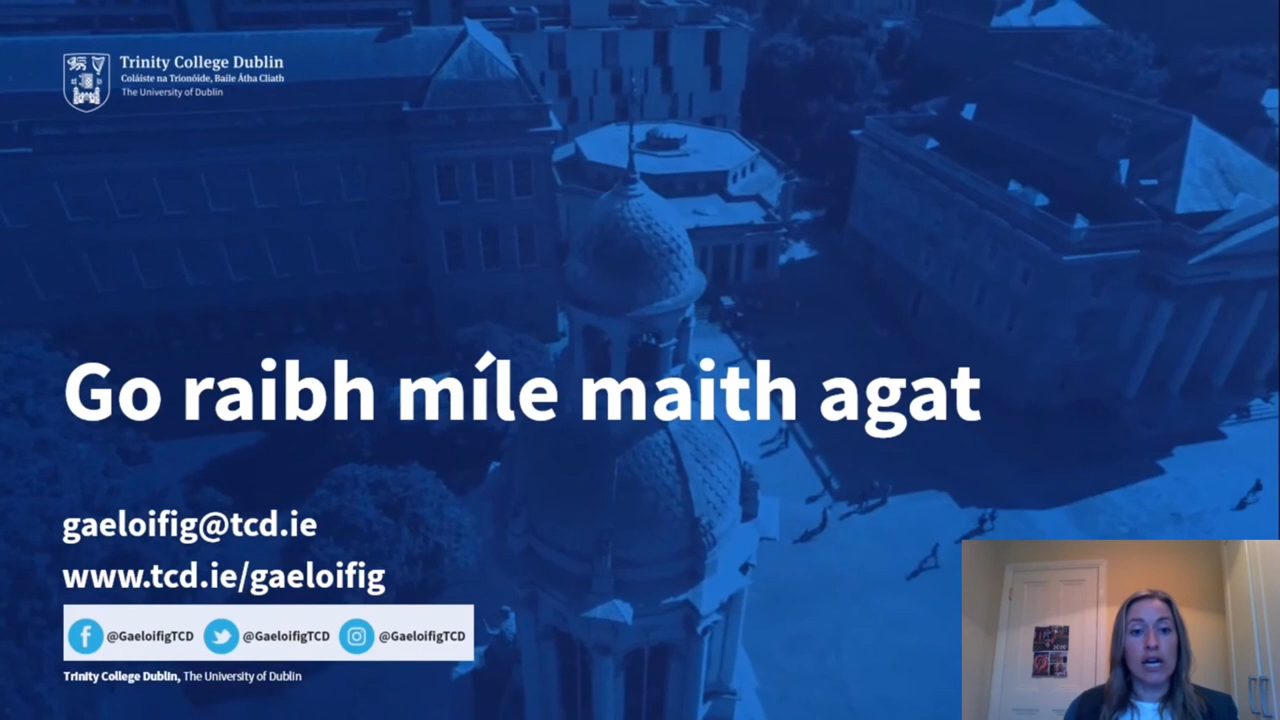 Trinity College Dublin
Coláiste na Tríonóide, Baile Átha Cliath
The University of Dublin
Go raibh míle maith agat
gaeloifig@tcd.ie
www.tcd.ie/gaeloifig
@GaeloifigTCD @GaeloifigTCD @GaeloifigTCD
Trinity College Dublin, The University of Dublin